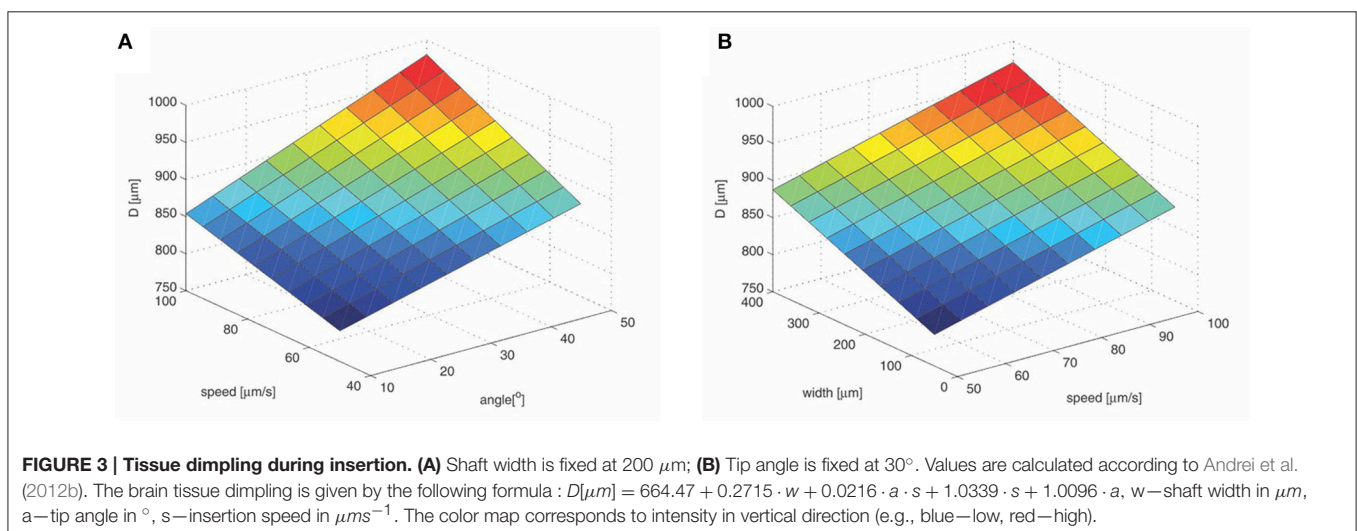 A
B
1000
950
900
850
800
750
D [µm]
100
80
60
40
speed [µm/s]
10
20
30
40
50
angle[°]
1000
950
900
850
800
750
D [µm]
400
300
200
100
0
width [µm]
50
60
70
80
90
100
speed [µm/s]
FIGURE 3 | Tissue dimpling during insertion. (A) Shaft width is fixed at 200 µm; (B) Tip angle is fixed at 30°. Values are calculated according to Andrei et al.
(2012b). The brain tissue dimpling is given by the following formula : D[µm] = 664.47 + 0.2715 · w + 0.0216 · a · s + 1.0339 · s + 1.0096 · a, w—shaft width in µm,
a—tip angle in °, s—insertion speed in µms⁻¹. The color map corresponds to intensity in vertical direction (e.g., blue—low, red—high).